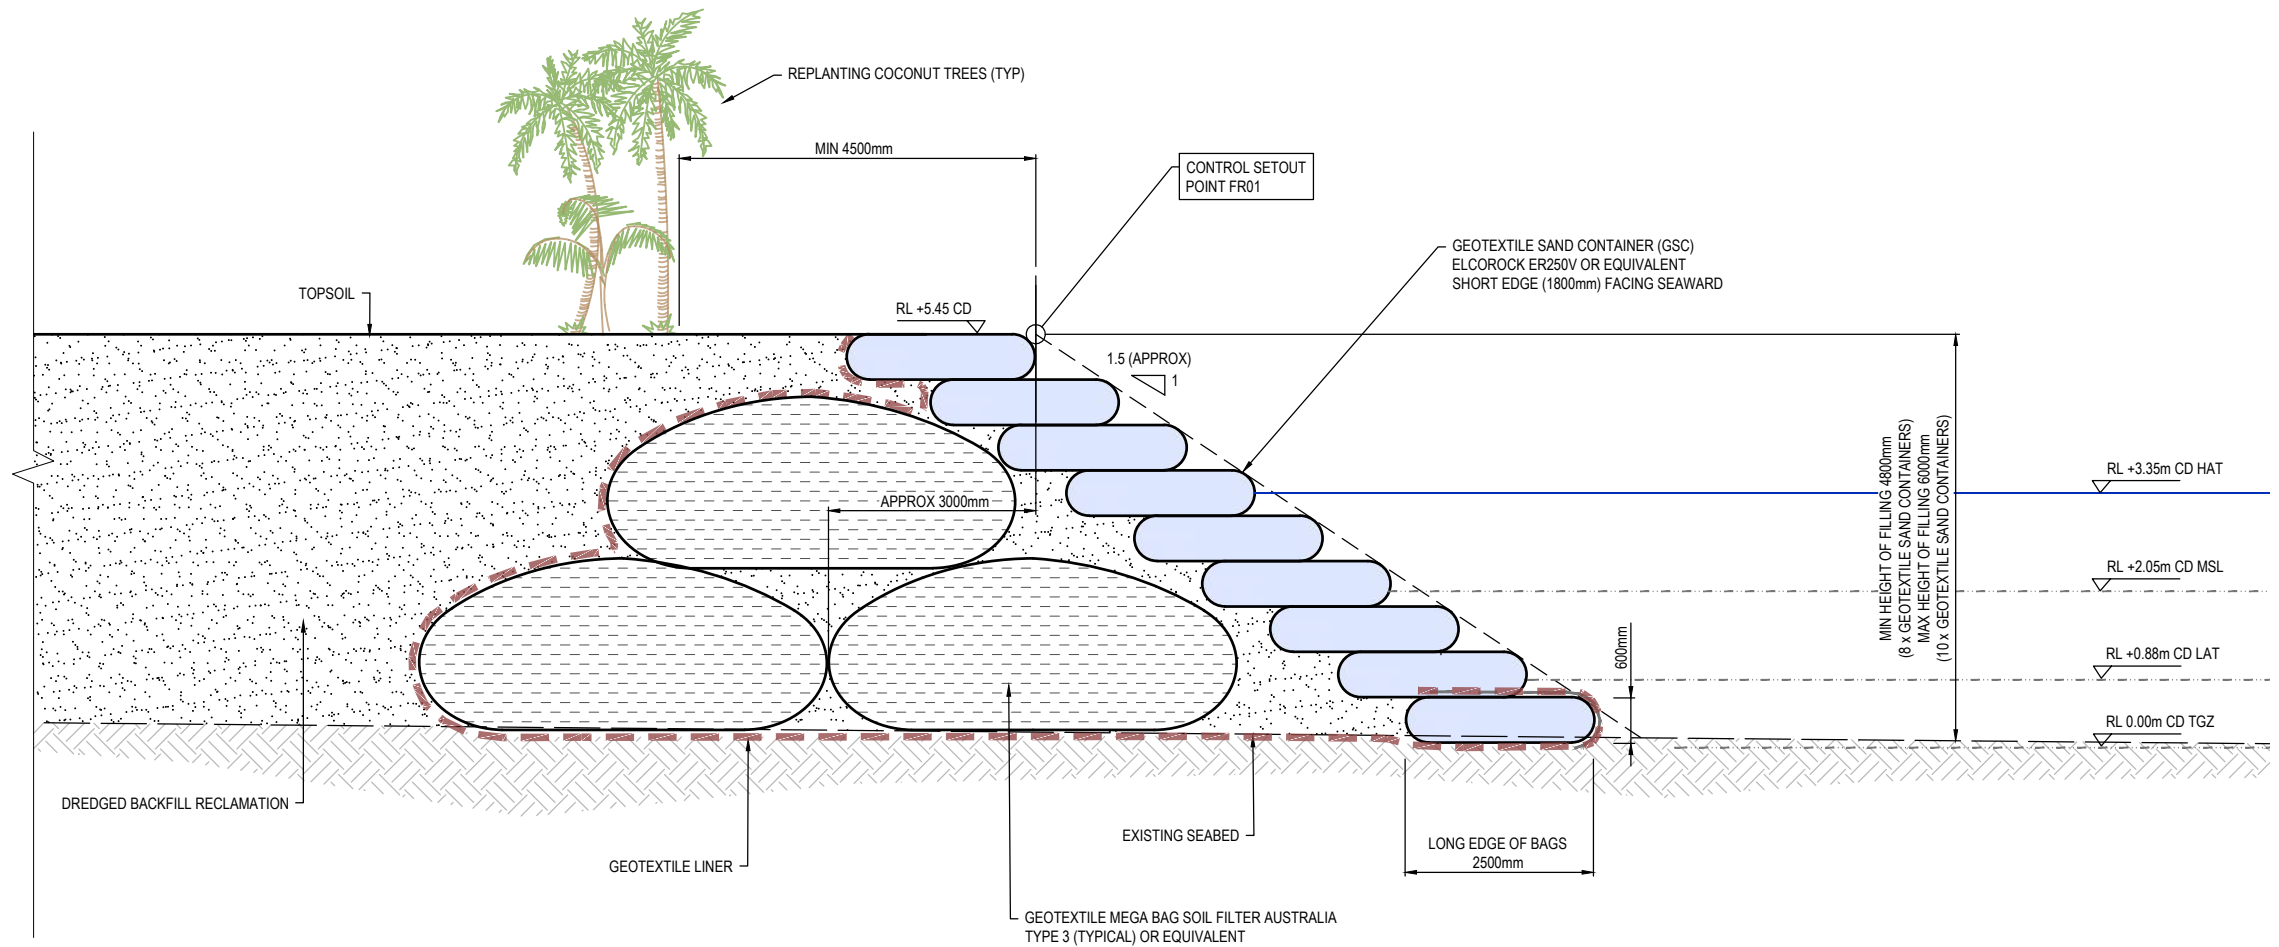 REPLANTING COCONUT TREES (TYP)
MIN 4500mm
CONTROL SETOUT
POINT FR01
GEOTEXTILE SAND CONTAINER (GSC)
ELCOROCK ER250V OR EQUIVALENT
SHORT EDGE (1800mm) FACING SEAWARD
TOPSOIL
RL +5.45 CD
1.5 (APPROX)
1
APPROX 3000mm
MIN HEIGHT OF FILLING 4800mm
(8 x GEOTEXTILE SAND CONTAINERS)
MAX HEIGHT OF FILLING 6000mm
(10 x GEOTEXTILE SAND CONTAINERS)
RL +3.35m CD HAT
RL +2.05m CD MSL
RL +0.88m CD LAT
RL 0.00m CD TGZ
600mm
DREDGED BACKFILL RECLAMATION
GEOTEXTILE LINER
EXISTING SEABED
LONG EDGE OF BAGS
2500mm
GEOTEXTILE MEGA BAG SOIL FILTER AUSTRALIA
TYPE 3 (TYPICAL) OR EQUIVALENT